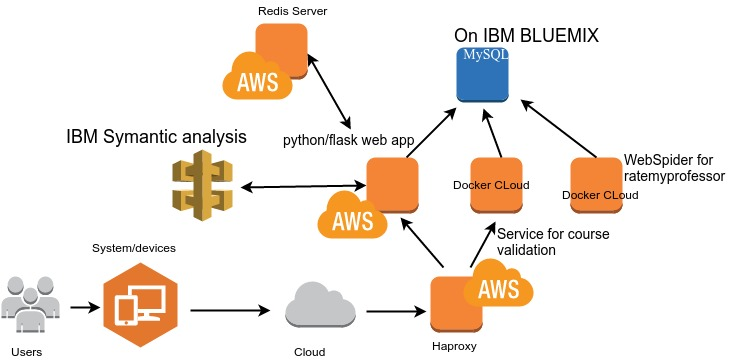 Redis Server
On IBM BLUEMIX
MySQL
AWS
IBM Symantic analysis
python/flask web app
WebSpider for
ratemyprofessor
Docker CLoud
Docker CLoud
AWS
Service for course
validation
System/devices
AWS
Users
Cloud
Haproxy